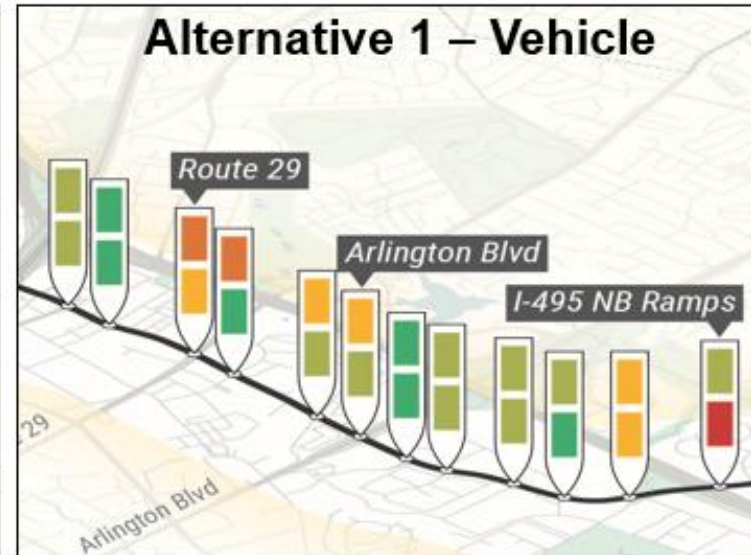 Alternative 1 – Vehicle
Route 29
Arlington Blvd
I-495 NB Ramps
29
Arlington Blvd